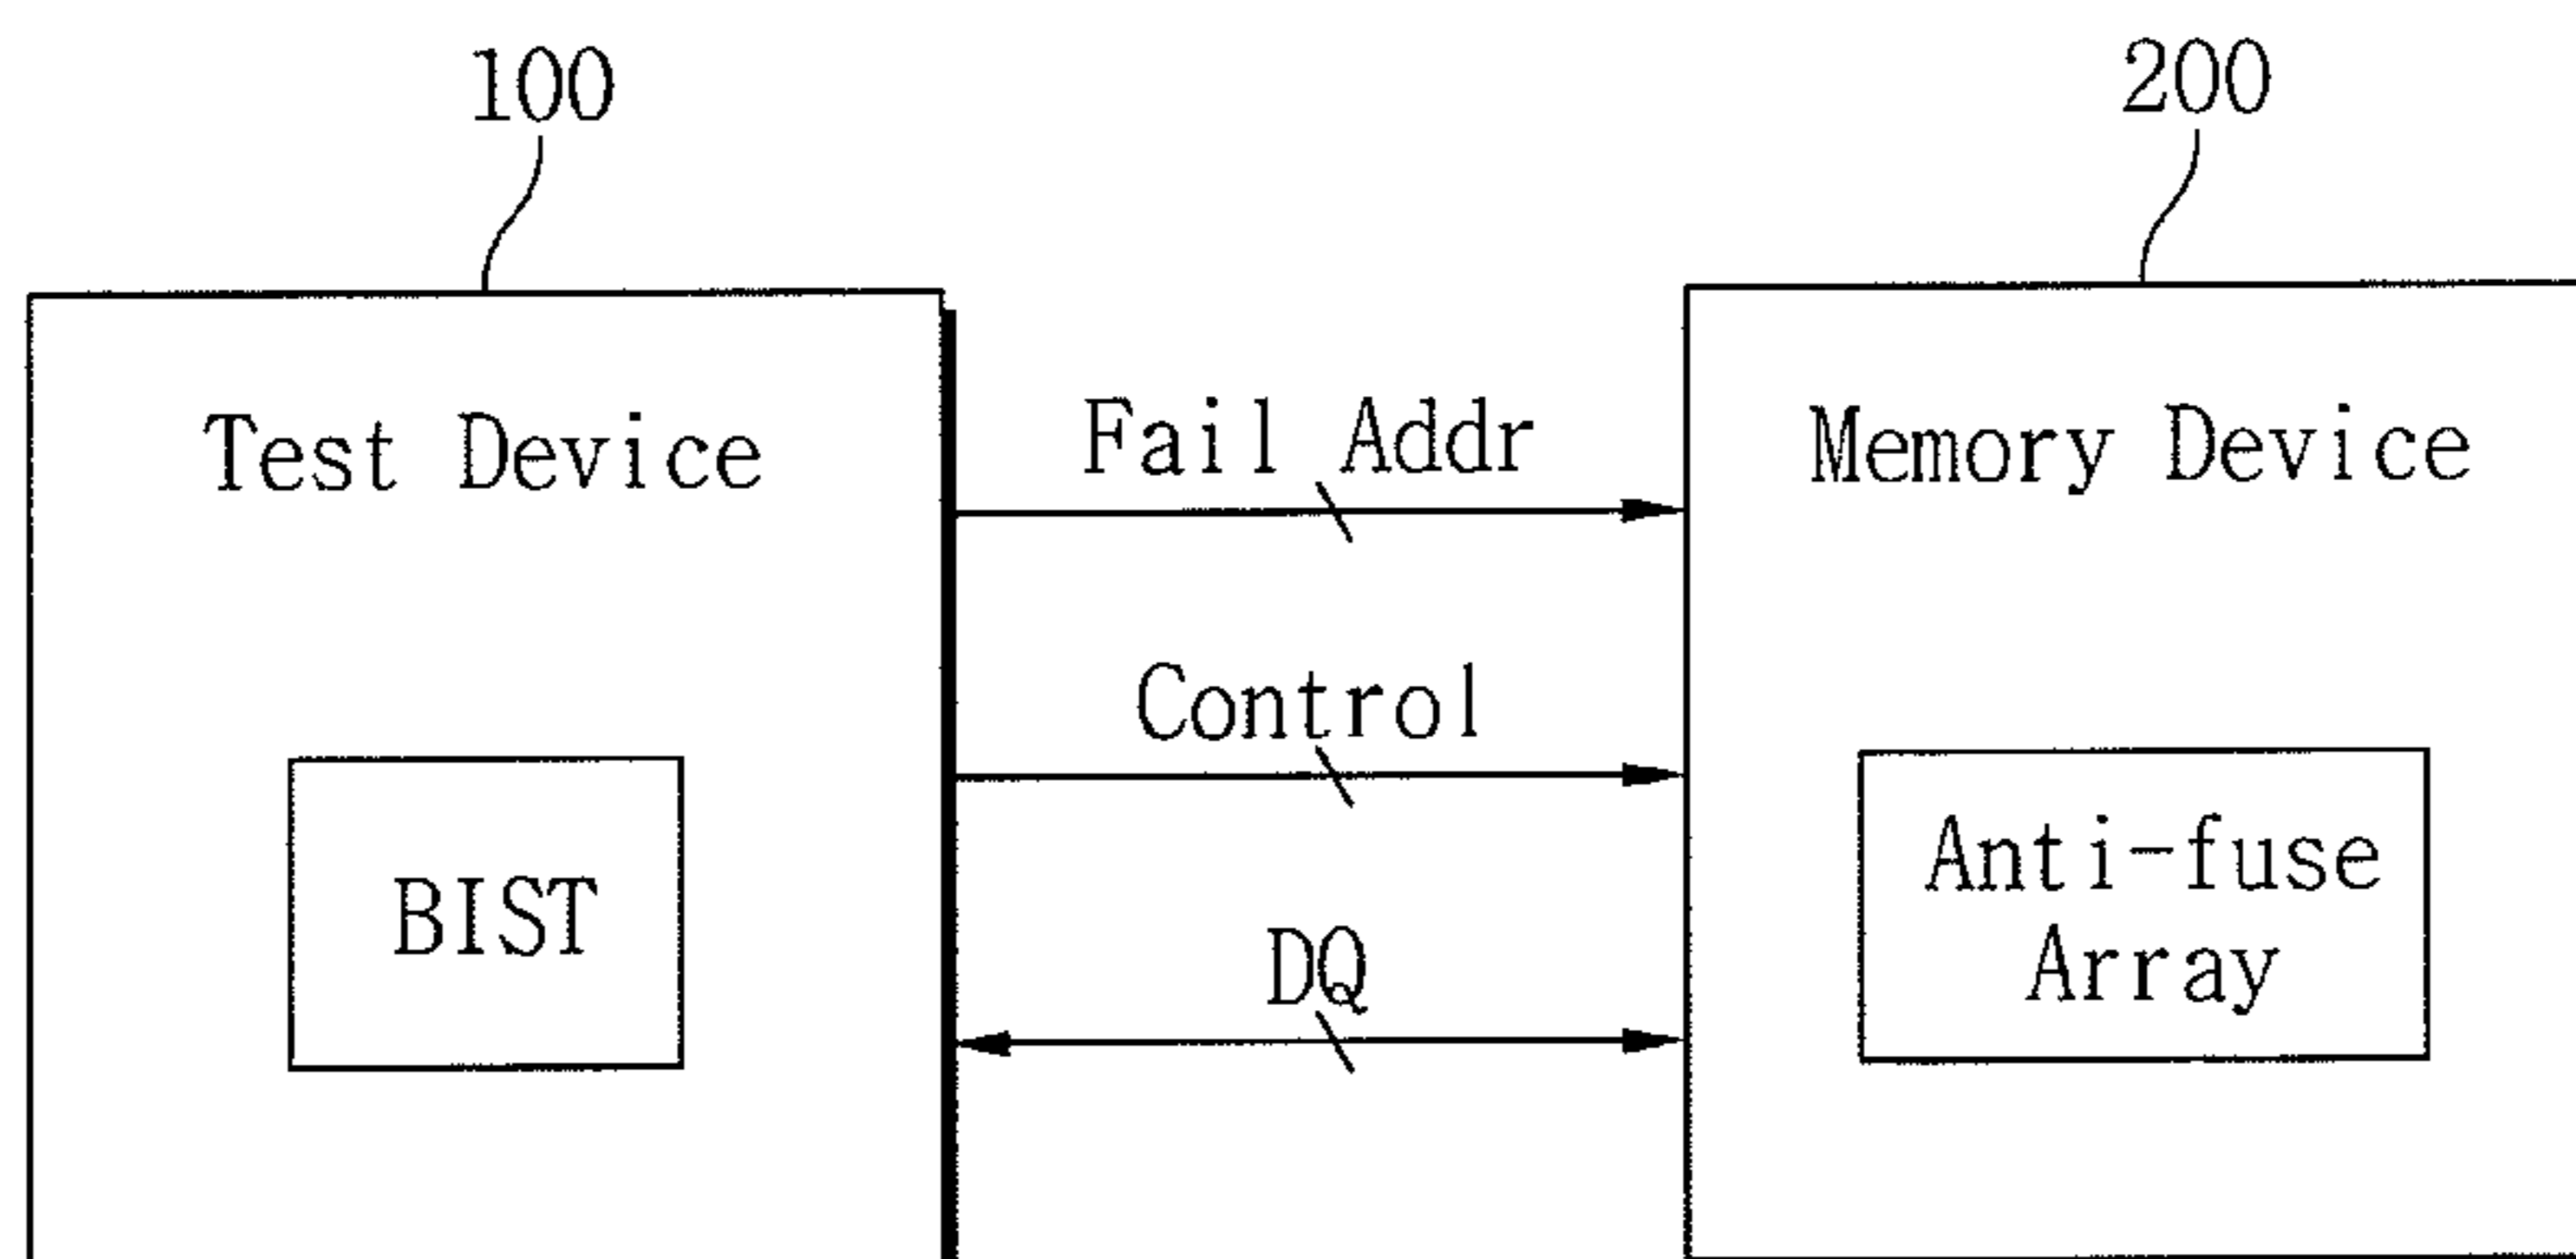 100
200
Test Device
Fail Addr
Memory Device
Control
BIST
Anti-fuse
Array
DQ